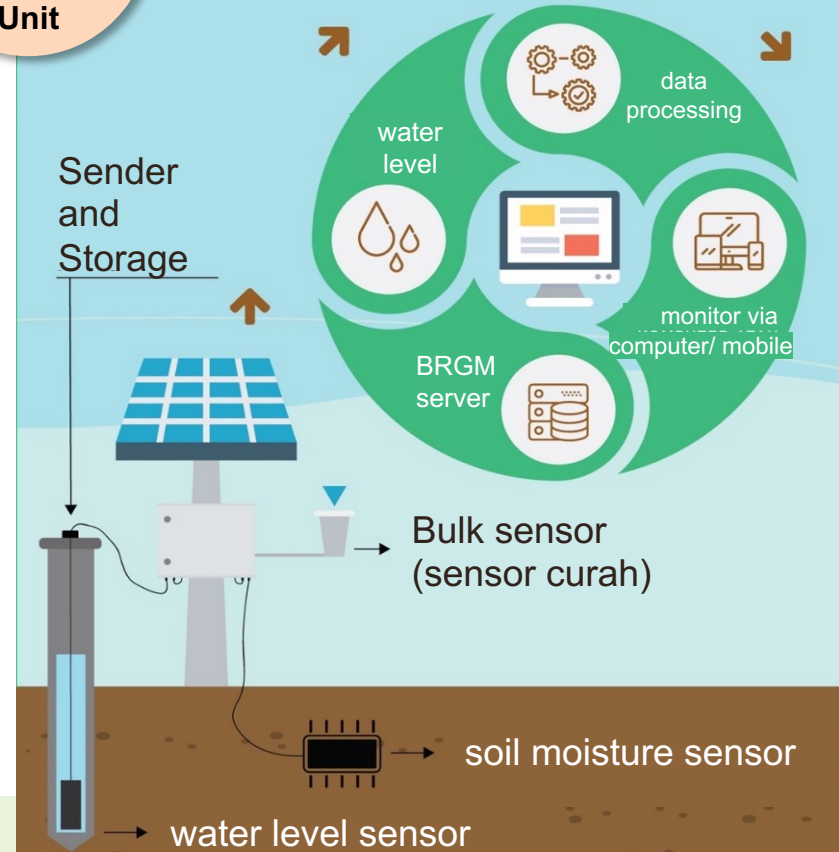 Unit
data
processing
water
level
Sender
and
Storage
monitor via
computer/ mobile
BRGM
server
Bulk sensor
(sensor curah)
soil moisture sensor
water level sensor